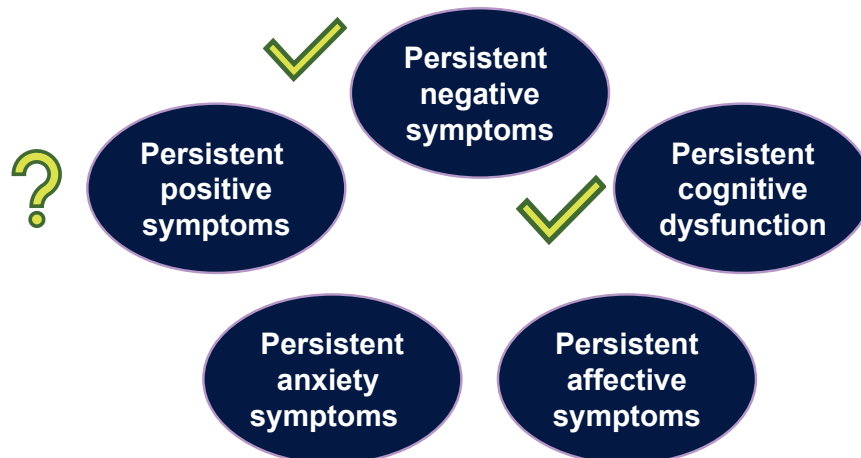 Persistent
negative
symptoms
Persistent
positive
symptoms
Persistent
cognitive
dysfunction
Persistent
anxiety
symptoms
Persistent
affective
symptoms
?